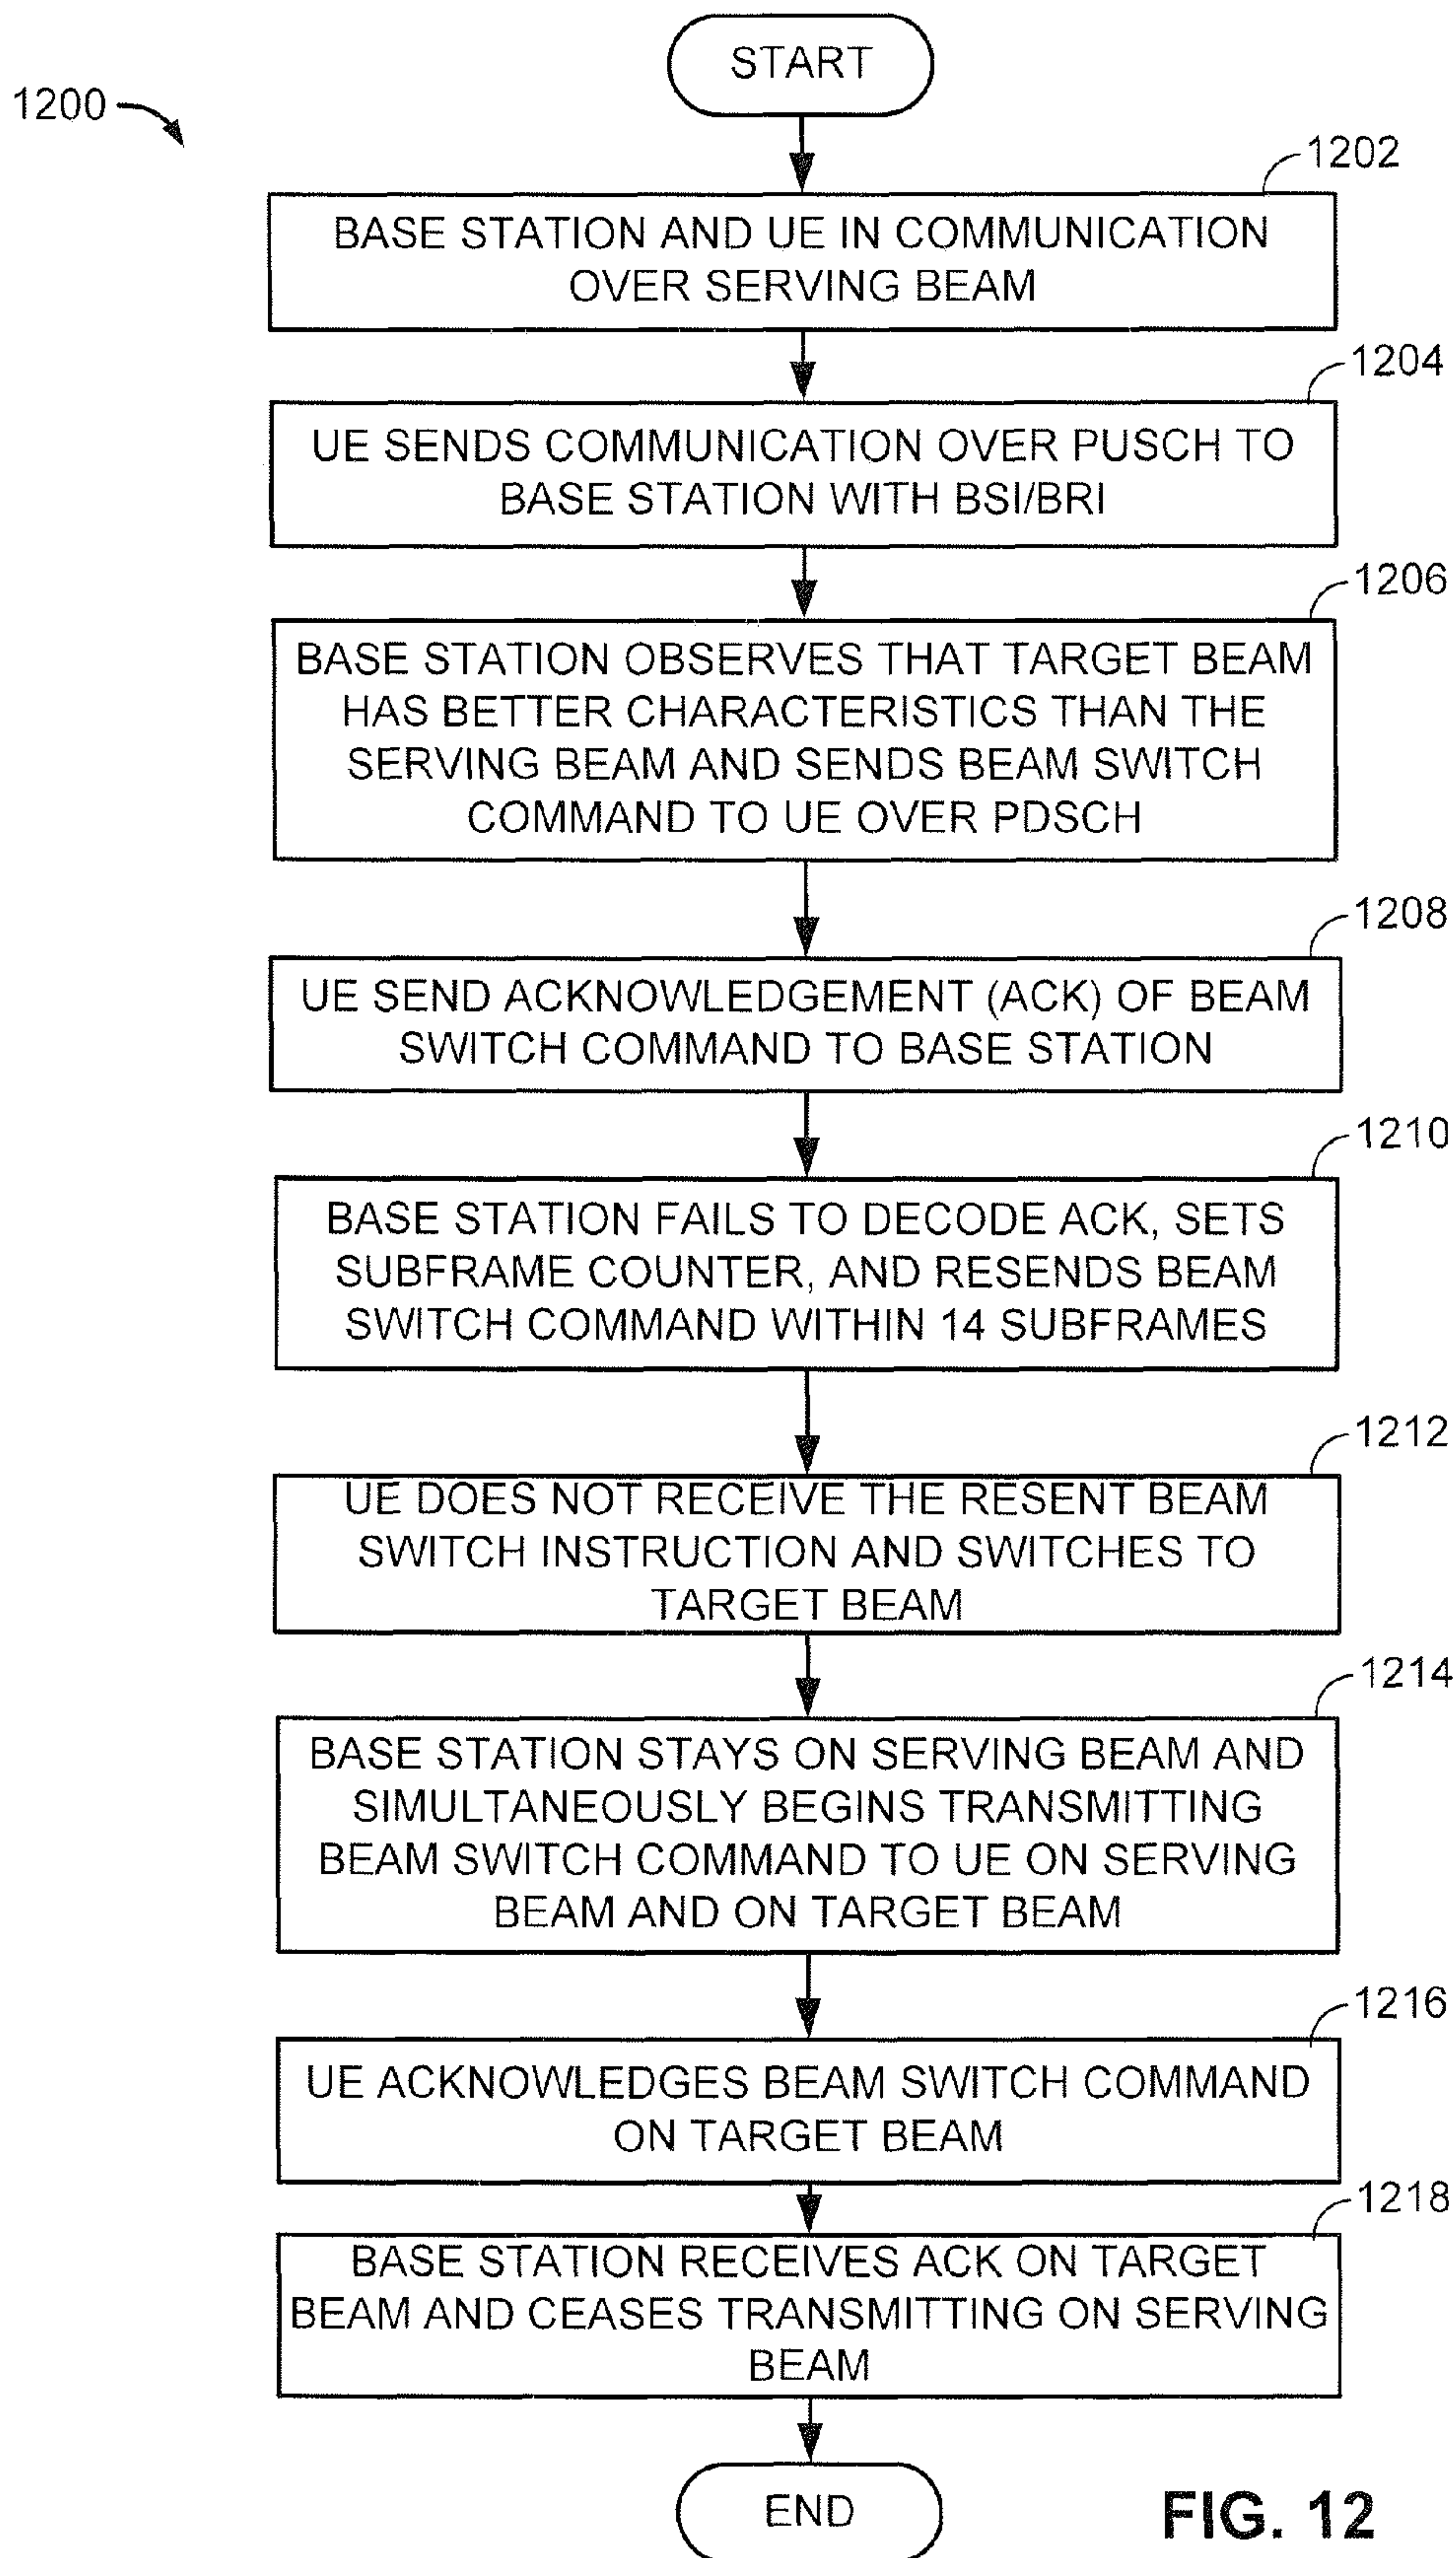 START
1200
1202
BASE STATION AND UE IN COMMUNICATION
OVER SERVING BEAM
1204
UE SENDS COMMUNICATION OVER PUSCH TO
BASE STATION WITH BSI/BRI
1206
BASE STATION OBSERVES THAT TARGET BEAM
HAS BETTER CHARACTERISTICS THAN THE
SERVING BEAM AND SENDS BEAM SWITCH
COMMAND TO UE OVER PDSCH
1208
UE SEND ACKNOWLEDGEMENT (ACK) OF BEAM
SWITCH COMMAND TO BASE STATION
1210
BASE STATION FAILS TO DECODE ACK, SETS
SUBFRAME COUNTER, AND RESENDS BEAM
SWITCH COMMAND WITHIN 14 SUBFRAMES
1212
UE DOES NOT RECEIVE THE RESENT BEAM
SWITCH INSTRUCTION AND SWITCHES TO
TARGET BEAM
1214
BASE STATION STAYS ON SERVING BEAM AND
SIMULTANEOUSLY BEGINS TRANSMITTING
BEAM SWITCH COMMAND TO UE ON SERVING
BEAM AND ON TARGET BEAM
1216
UE ACKNOWLEDGES BEAM SWITCH COMMAND
ON TARGET BEAM
1218
BASE STATION RECEIVES ACK ON TARGET
BEAM AND CEASES TRANSMITTING ON SERVING
BEAM
END
FIG. 12